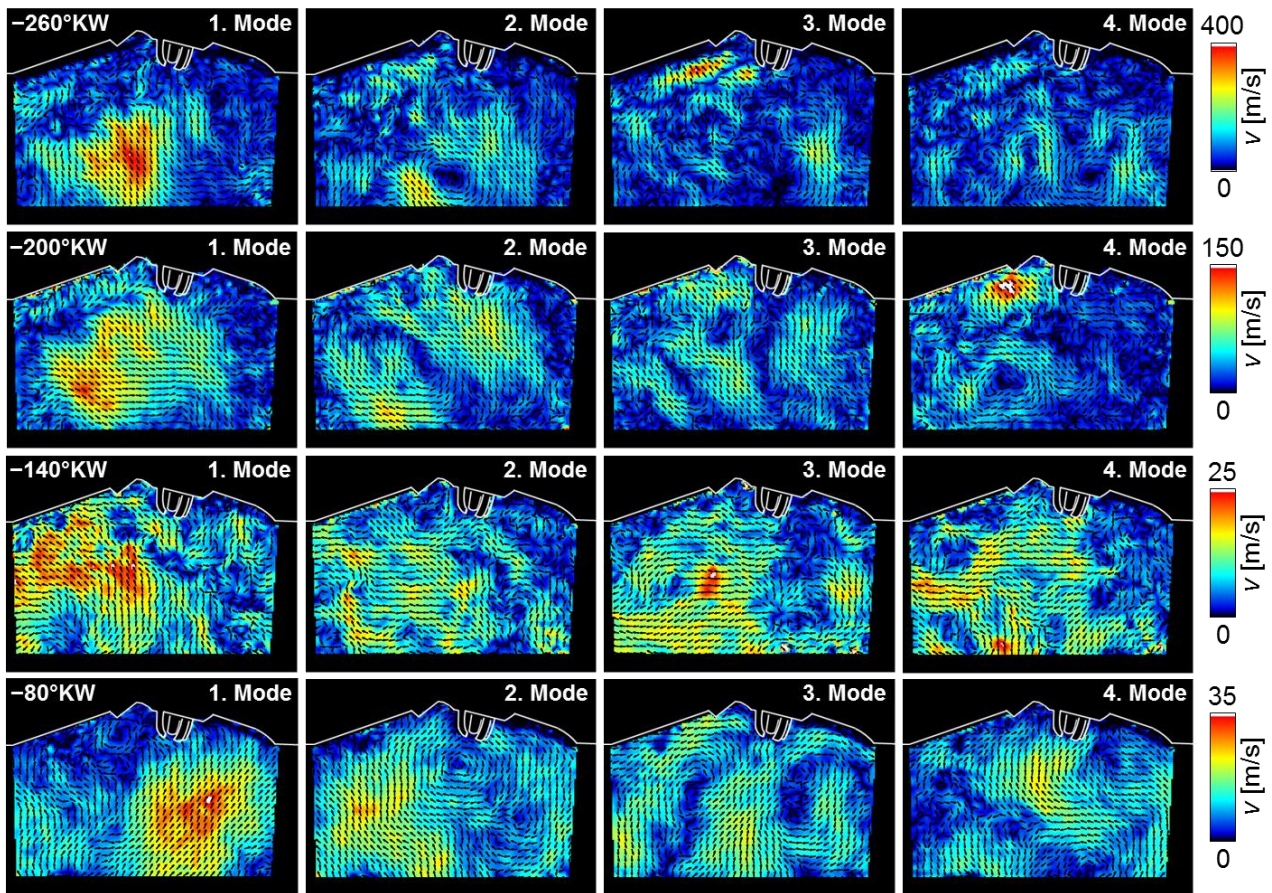 −260°KW 1. Mode 2. Mode 3. Mode 4. Mode 400
v [m/s]
0
−200°KW 1. Mode 2. Mode 3. Mode 4. Mode 150
v [m/s]
0
−140°KW 1. Mode 2. Mode 3. Mode 4. Mode 25
v [m/s]
0
−80°KW 1. Mode 2. Mode 3. Mode 4. Mode 35
v [m/s]
0